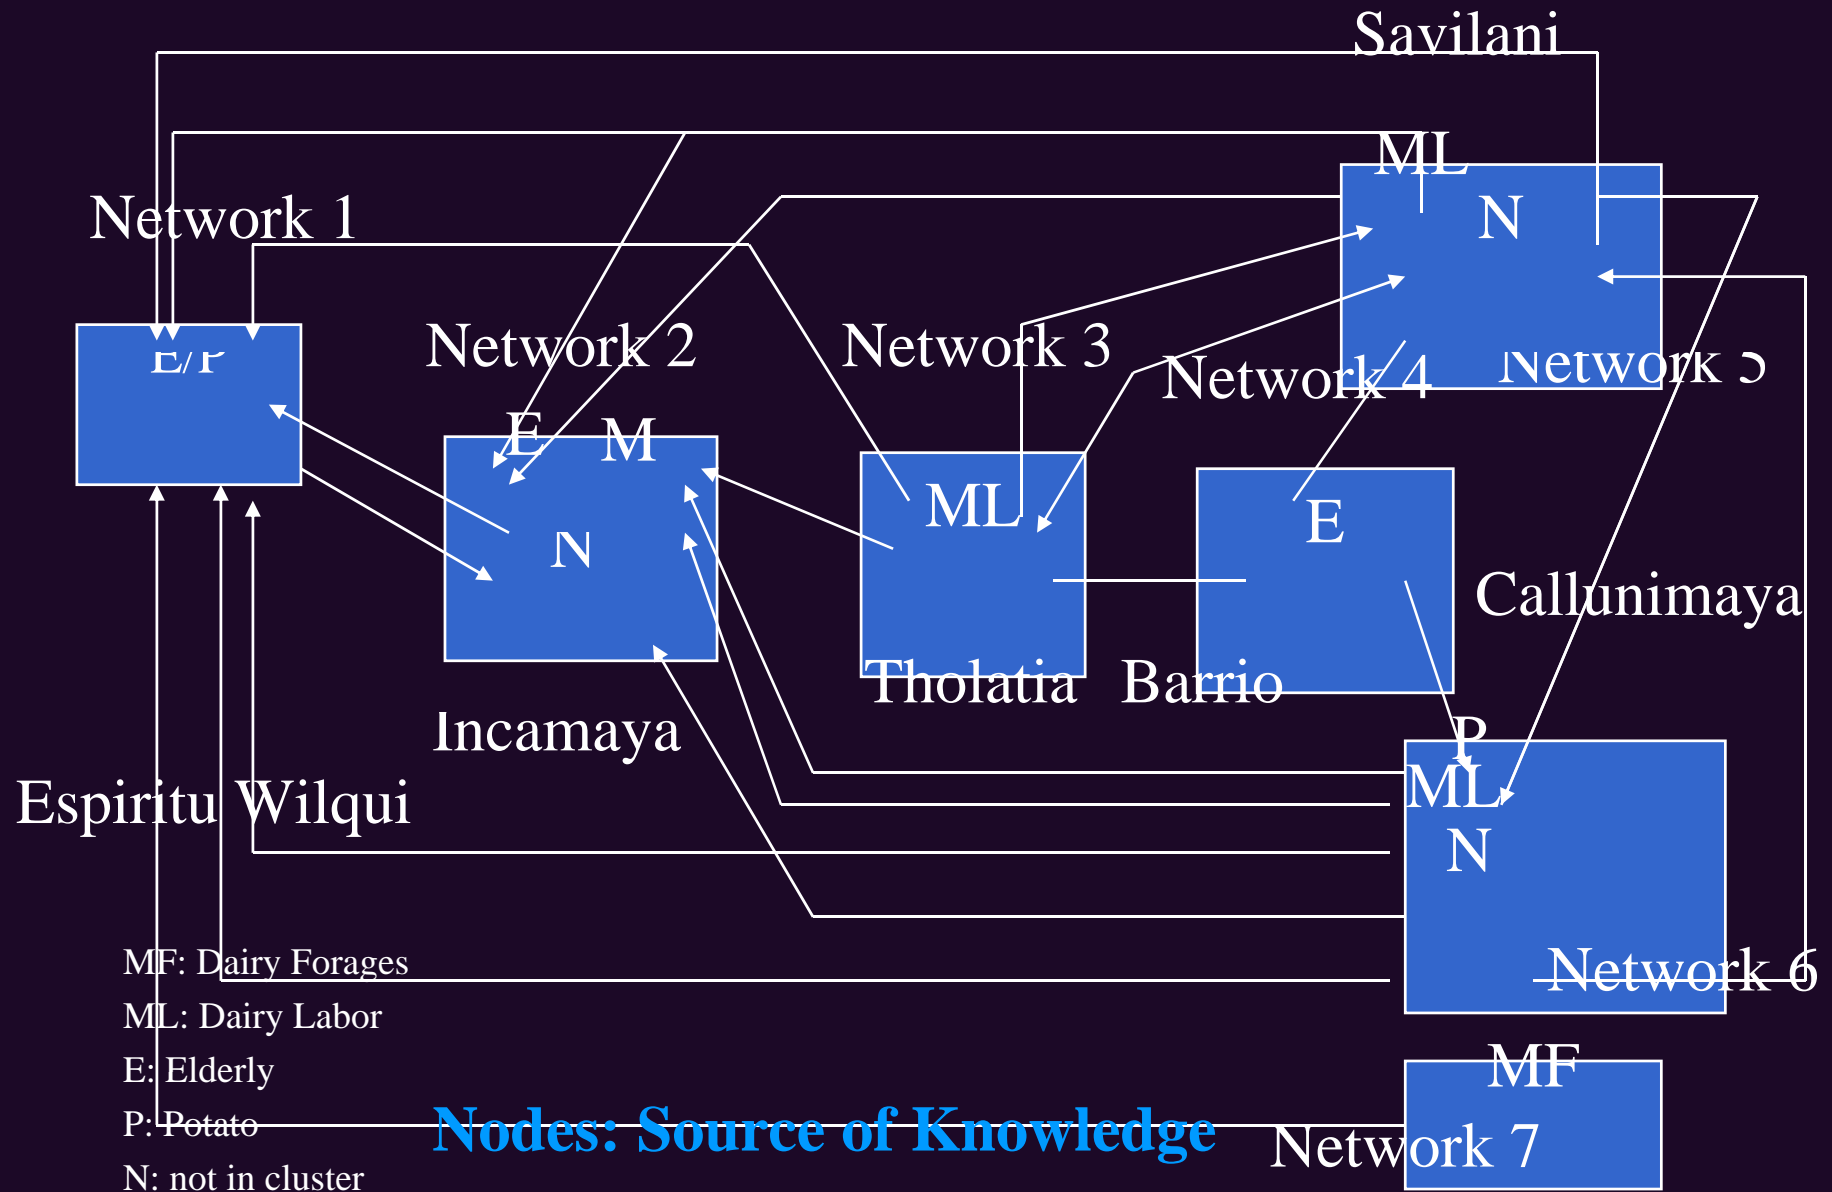 Savilani
ML
N
Network 1
Network 2
Network 3
Network 4
Network 5
E/P
E
M
N
ML
E
Callunimaya
Tholatia
Barrio
Incamaya
P
ML
N
Espiritu Wilqui
Network 6
MF: Dairy Forages
ML: Dairy Labor
E: Elderly
P: Potato
N: not in cluster
MF
Nodes: Source of Knowledge
Network 7